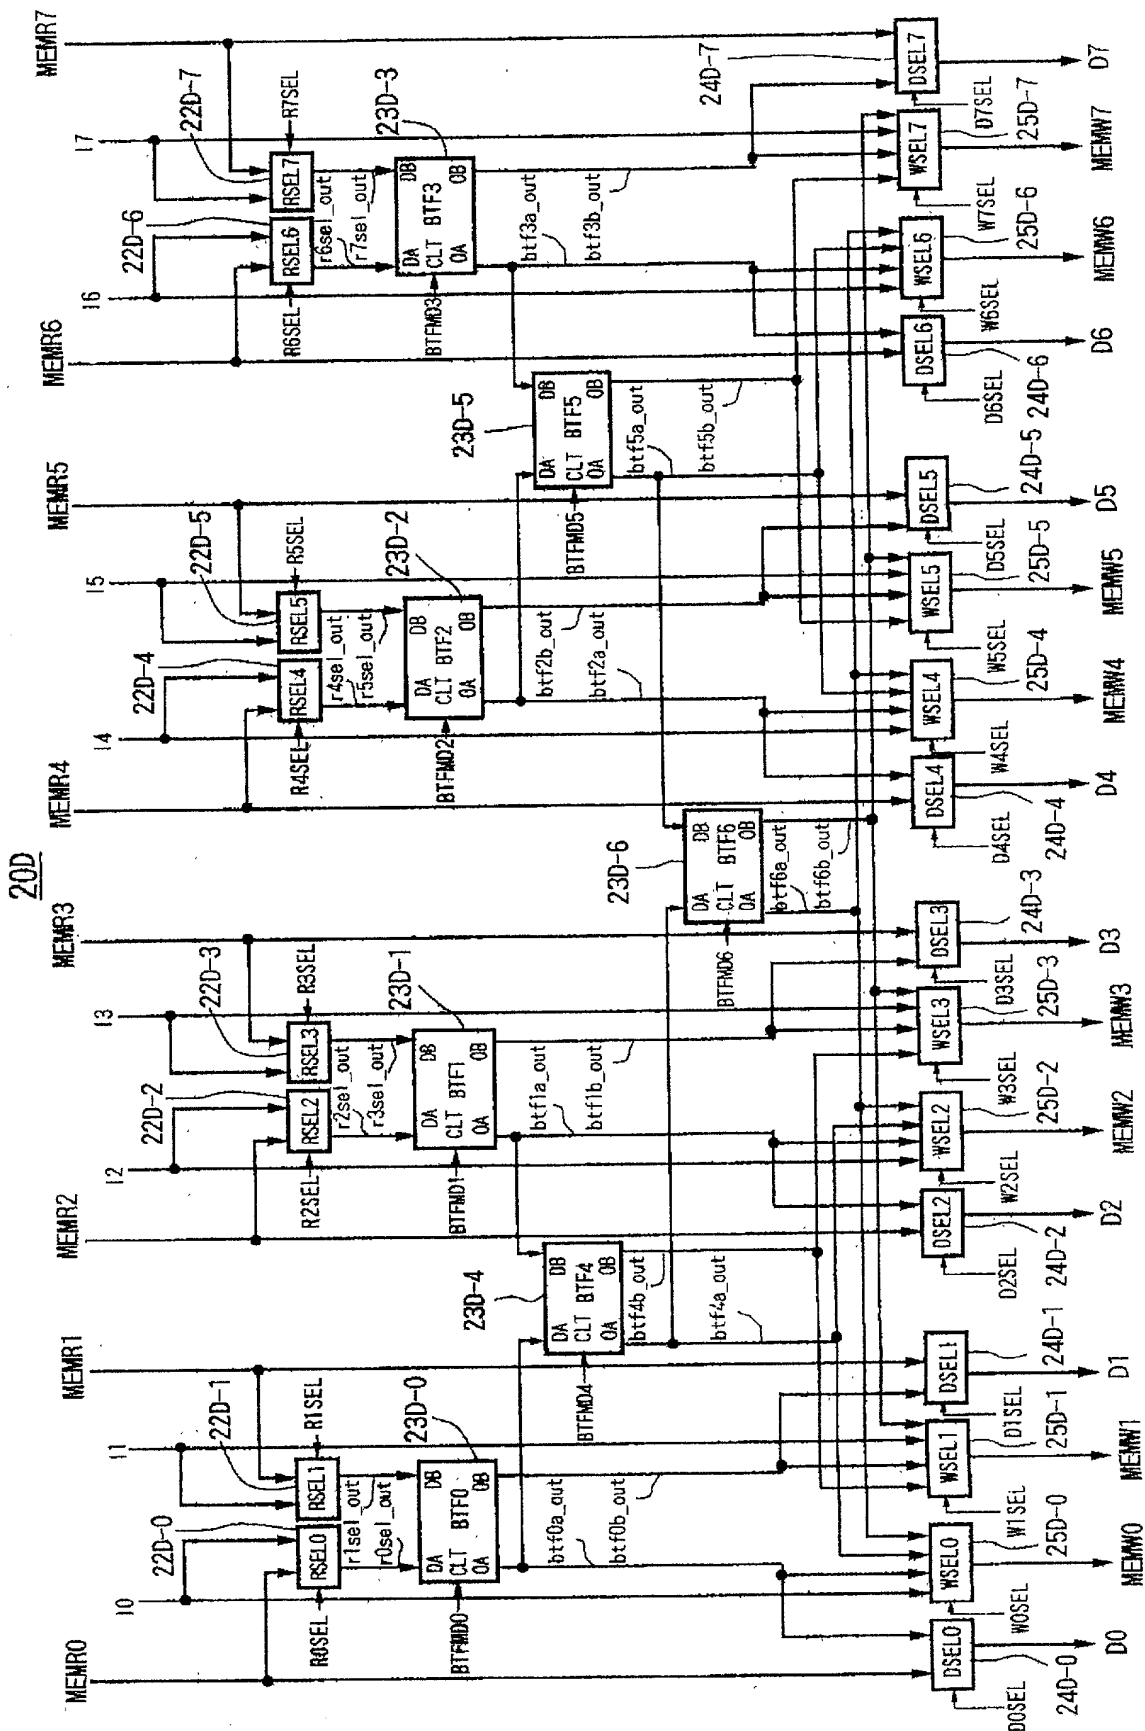 20D
MEMR0
I0
I1
MEMR1
MEMR2
I2
I3
MEMR3
MEMR4
I4
I5
MEMR5
MEMR6
I6
I7
MEMR7
22D-0
22D-1
22D-2
22D-3
22D-4
22D-5
22D-6
22D-7
R0SEL
RSEL0
RSEL1
R1SEL
R2SEL
RSEL2
RSEL3
R3SEL
R4SEL
RSEL4
RSEL5
R5SEL
R6SEL
RSEL6
RSEL7
R7SEL
r1sel_out
r0sel_out
r2sel_out
r3sel_out
r4sel_out
r5sel_out
r6sel_out
r7sel_out
23D-0
23D-1
23D-2
23D-3
BTFMD0
DA
DB
CLT BTF0
OA
OB
BTFMD1
DA
DB
CLT BTF1
OA
OB
BTFMD2
DA
DB
CLT BTF2
OA
OB
BTFMD3
DA
DB
CLT BTF3
OA
OB
btf0a_out
btf0b_out
btf1a_out
btf1b_out
btf2b_out
btf2a_out
btf3a_out
btf3b_out
23D-4
BTFMD4
DA
DB
CLT BTF4
OA
OB
btf4b_out
btf4a_out
23D-5
BTFMD5
DA
DB
CLT BTF5
OA
OB
btf5a_out
btf5b_out
23D-6
BTFMD6
DA
DB
CLT BTF6
OA
OB
btf6a_out
btf6b_out
DSEL0
WSEL0
WSEL1
DSEL1
DSEL2
WSEL2
WSEL3
DSEL3
DSEL4
WSEL4
WSEL5
DSEL5
DSEL6
WSEL6
WSEL7
DSEL7
D0SEL
W0SEL
W1SEL
D1SEL
D2SEL
W2SEL
W3SEL
D3SEL
D4SEL
W4SEL
W5SEL
D5SEL
D6SEL
W6SEL
W7SEL
D7SEL
24D-0
25D-0
25D-1
24D-1
24D-2
25D-2
25D-3
24D-3
24D-4
25D-4
25D-5
24D-5
24D-6
25D-6
25D-7
24D-7
D0
MEMW0
MEMW1
D1
D2
MEMW2
MEMW3
D3
D4
MEMW4
MEMW5
D5
D6
MEMW6
MEMW7
D7